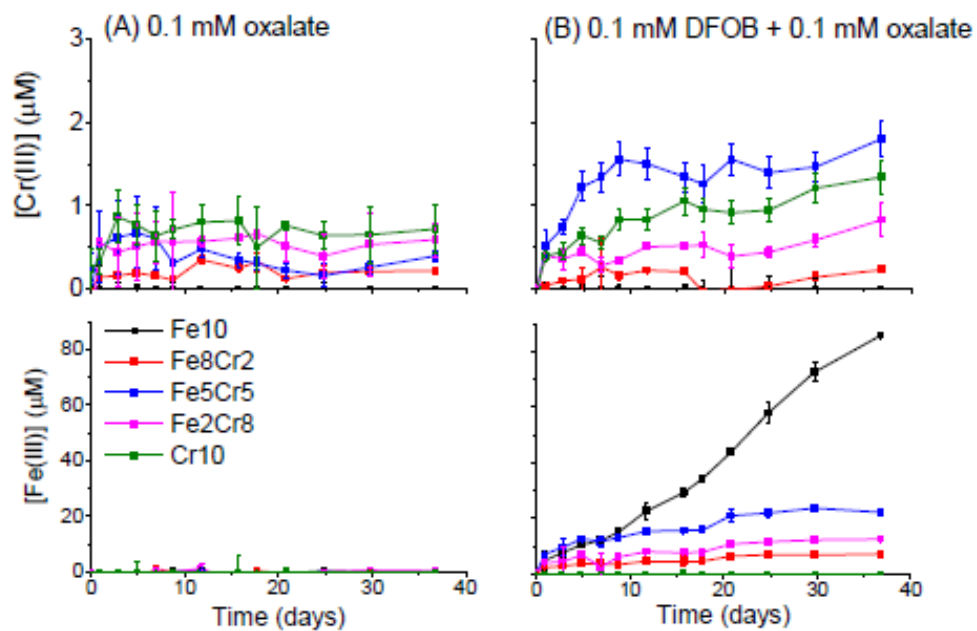 (A) 0.1 mM oxalate
(B) 0.1 mM DFOB + 0.1 mM oxalate
[Cr(III)] (μM)
3
2
1
0
[Fe(III)] (μM)
80
60
40
20
0
Fe10
Fe8Cr2
Fe5Cr5
Fe2Cr8
Cr10
0 10 20 30 40
0 10 20 30 40
Time (days)
Time (days)